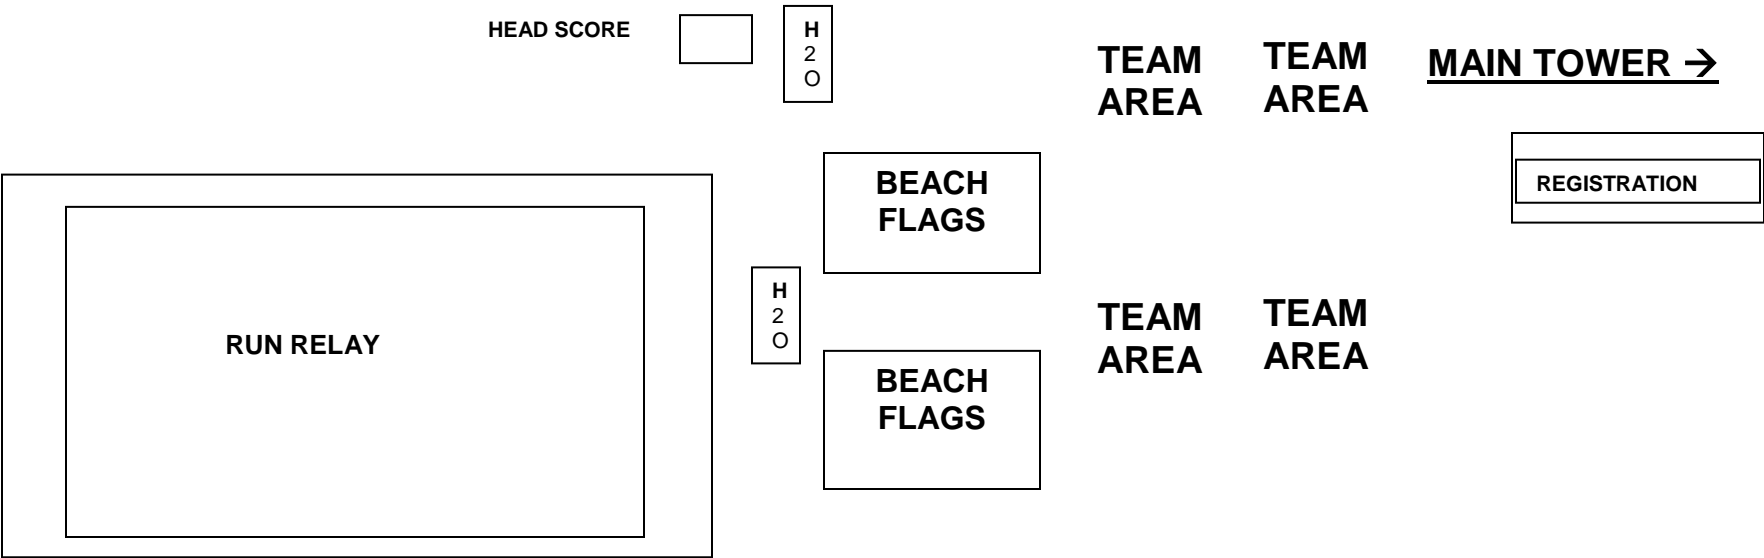 HEAD SCORE
H
2
O
TEAM
AREA
TEAM
AREA
MAIN TOWER →
REGISTRATION
BEACH
FLAGS
H
2
O
RUN RELAY
BEACH
FLAGS
TEAM
AREA
TEAM
AREA